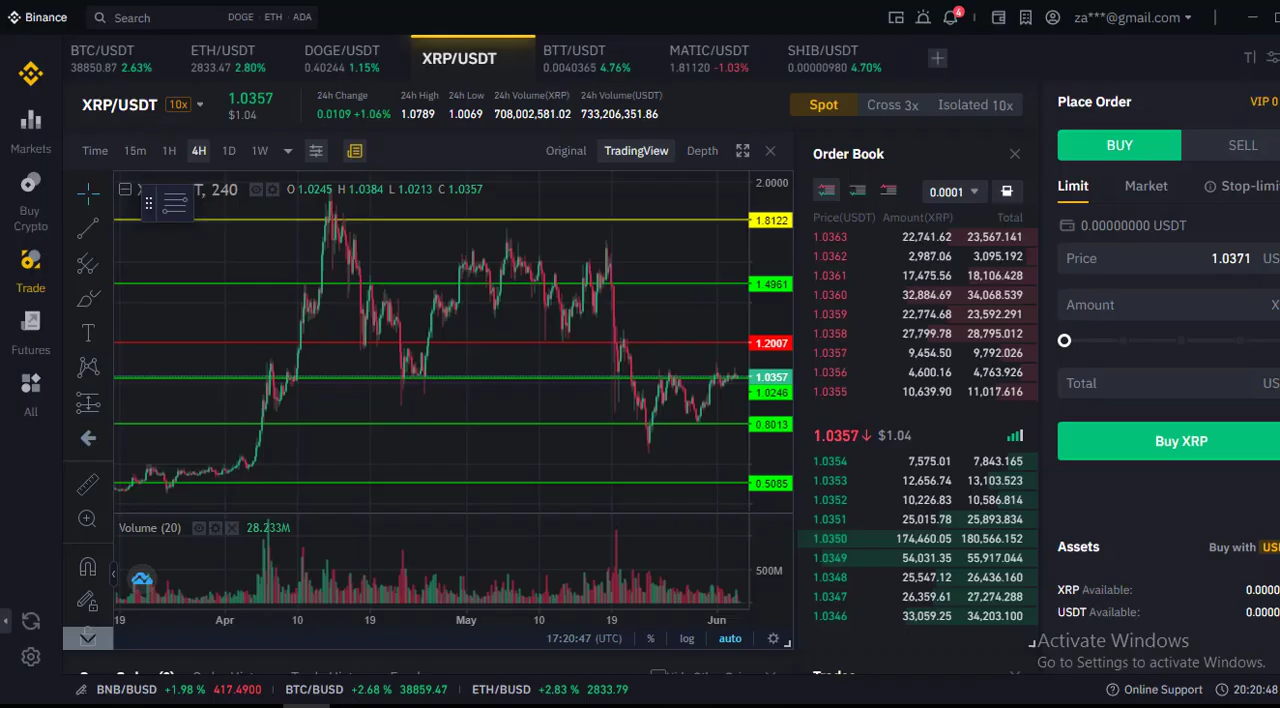 Binance Search DOGE ETH ADA 4 za***@gmail.com
BTC/USDT ETH/USDT DOGE/USDT XRP/USDT BTT/USDT MATIC/USDT SHIB/USDT
38850.87 2.63% 2833.47 2.80% 0.40244 1.15% 0.0040365 4.76% 1.81120 -1.03% 0.00000980 4.70%
XRP/USDT 10x 1.0357 $1.04
24h Change 24h High 24h Low 24h Volume(XRP) 24h Volume(USDT)
0.0109 +1.06% 1.0789 1.0069 708,002,581.02 733,206,351.86
Spot Cross 3x Isolated 10x
Markets
Buy
Crypto
Trade
Futures
All
Time 15m 1H 4H 1D 1W Original TradingView Depth
T, 240 O 1.0245 H 1.0384 L 1.0213 C 1.0357
2.0000
1.8122
1.4961
1.2007
1.0357
1.0246
0.8013
0.5085
Volume (20) 28.233M
500M
19 Apr 10 19 May 10 19 Jun
17:20:47 (UTC) % log auto
Order Book
0.0001
Price(USDT) Amount(XRP) Total
1.0363 22,741.62 23,567.141
1.0362 2,987.06 3,095.192
1.0361 17,475.56 18,106.428
1.0360 32,884.69 34,068.539
1.0359 22,774.68 23,592.291
1.0358 27,799.78 28,795.012
1.0357 9,454.50 9,792.026
1.0356 4,600.16 4,763.926
1.0355 10,639.90 11,017.616
1.0357↓ $1.04
1.0354 7,575.01 7,843.165
1.0353 12,656.74 13,103.523
1.0352 10,226.83 10,586.814
1.0351 25,015.78 25,893.834
1.0350 174,460.05 180,566.152
1.0349 54,031.35 55,917.044
1.0348 25,547.12 26,436.160
1.0347 26,359.61 27,274.288
1.0346 33,059.25 34,203.100
Place Order VIP 0
BUY SELL
Limit Market Stop-limi
0.00000000 USDT
Price 1.0371 US
Amount X
Total US
Buy XRP
Assets Buy with US
XRP Available: 0.0000
USDT Available: 0.0000
Activate Windows
Go to Settings to activate Windows.
BNB/BUSD +1.98 % 417.4900 BTC/BUSD +2.68 % 38859.47 ETH/BUSD +2.83 % 2833.79 Online Support 20:20:48